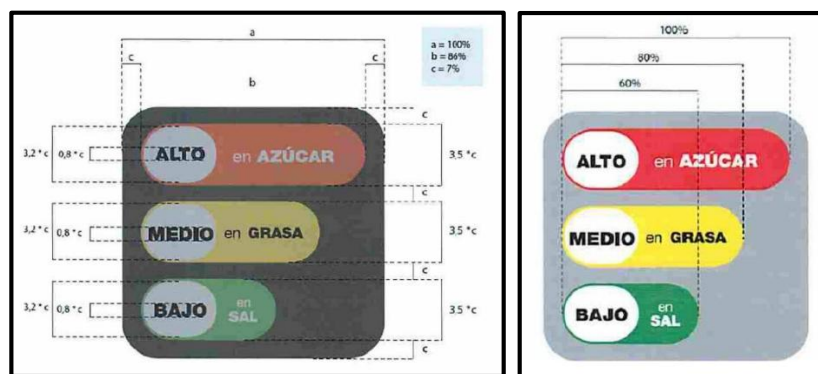 a
a = 100%
b = 86%
c = 7%
c
c
b
c
3,2 *c
0,8 *c
ALTO en AZÚCAR
3,5 *c
c
3,2 *c
0,8 *c
MEDIO en GRASA
3,5 *c
c
3,2 *c
0,8 *c
BAJO en SAL
3,5 *c
c
100%
80%
60%
ALTO en AZÚCAR
MEDIO en GRASA
BAJO en
SAL